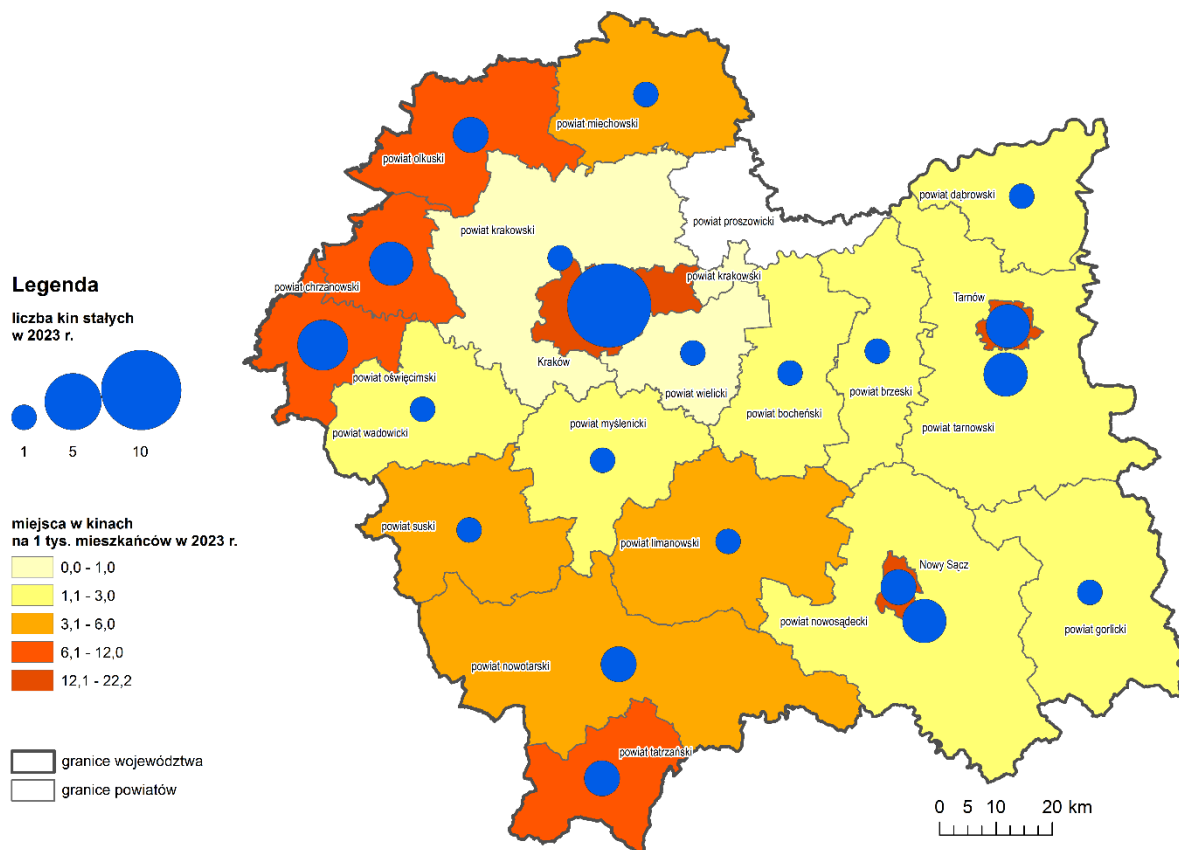 powiat miechowski
powiat olkuski
powiat dąbrowski
powiat proszowicki
powiat krakowski
powiat krakowski
powiat chrzanowski
Tarnów
Kraków
powiat oświęcimski
powiat wielicki
powiat brzeski
powiat bocheński
powiat myślenicki
powiat tarnowski
powiat wadowicki
powiat suski
powiat limanowski
Nowy Sącz
powiat nowosądecki
powiat gorlicki
powiat nowotarski
powiat tatrzański
Legenda
liczba kin stałych
w 2023 r.
1 5 10
miejsca w kinach
na 1 tys. mieszkańców w 2023 r.
0,0 - 1,0
1,1 - 3,0
3,1 - 6,0
6,1 - 12,0
12,1 - 22,2
granice województwa
granice powiatów
0 5 10 20 km